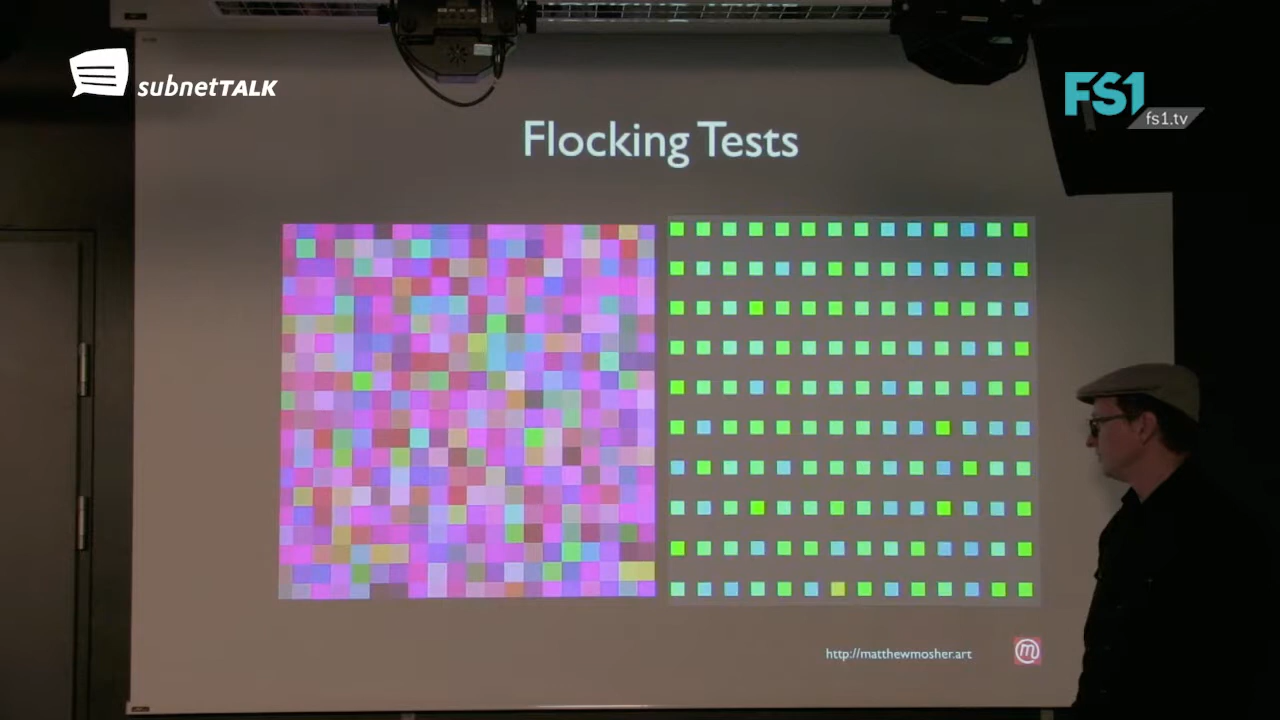 subnetTALK
FS1
fs1.tv
Flocking Tests
http://matthewmosher.art
m